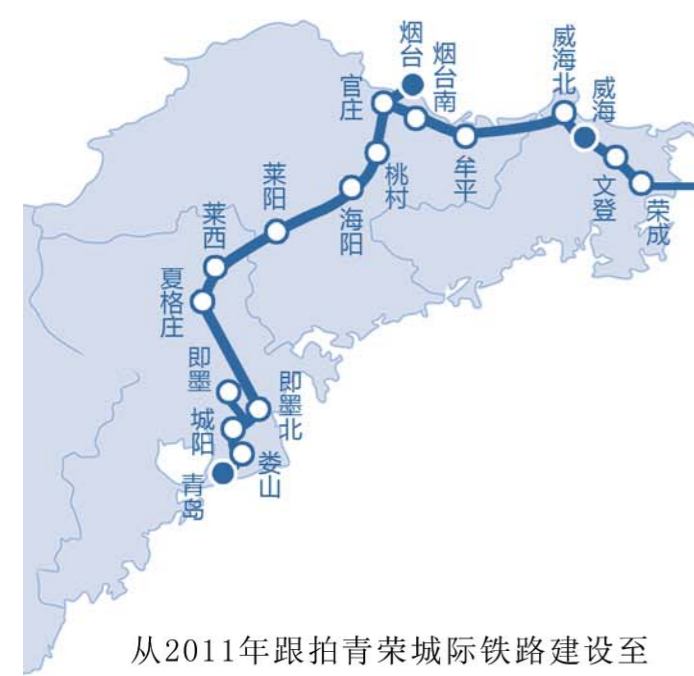 烟台
烟台南
官庄
威海北
威海
牟平
桃村
文登
荣成
海阳
莱阳
莱西
夏格庄
即墨
即墨北
城阳
娄山
青岛
从2011年跟拍青荣城际铁路建设至